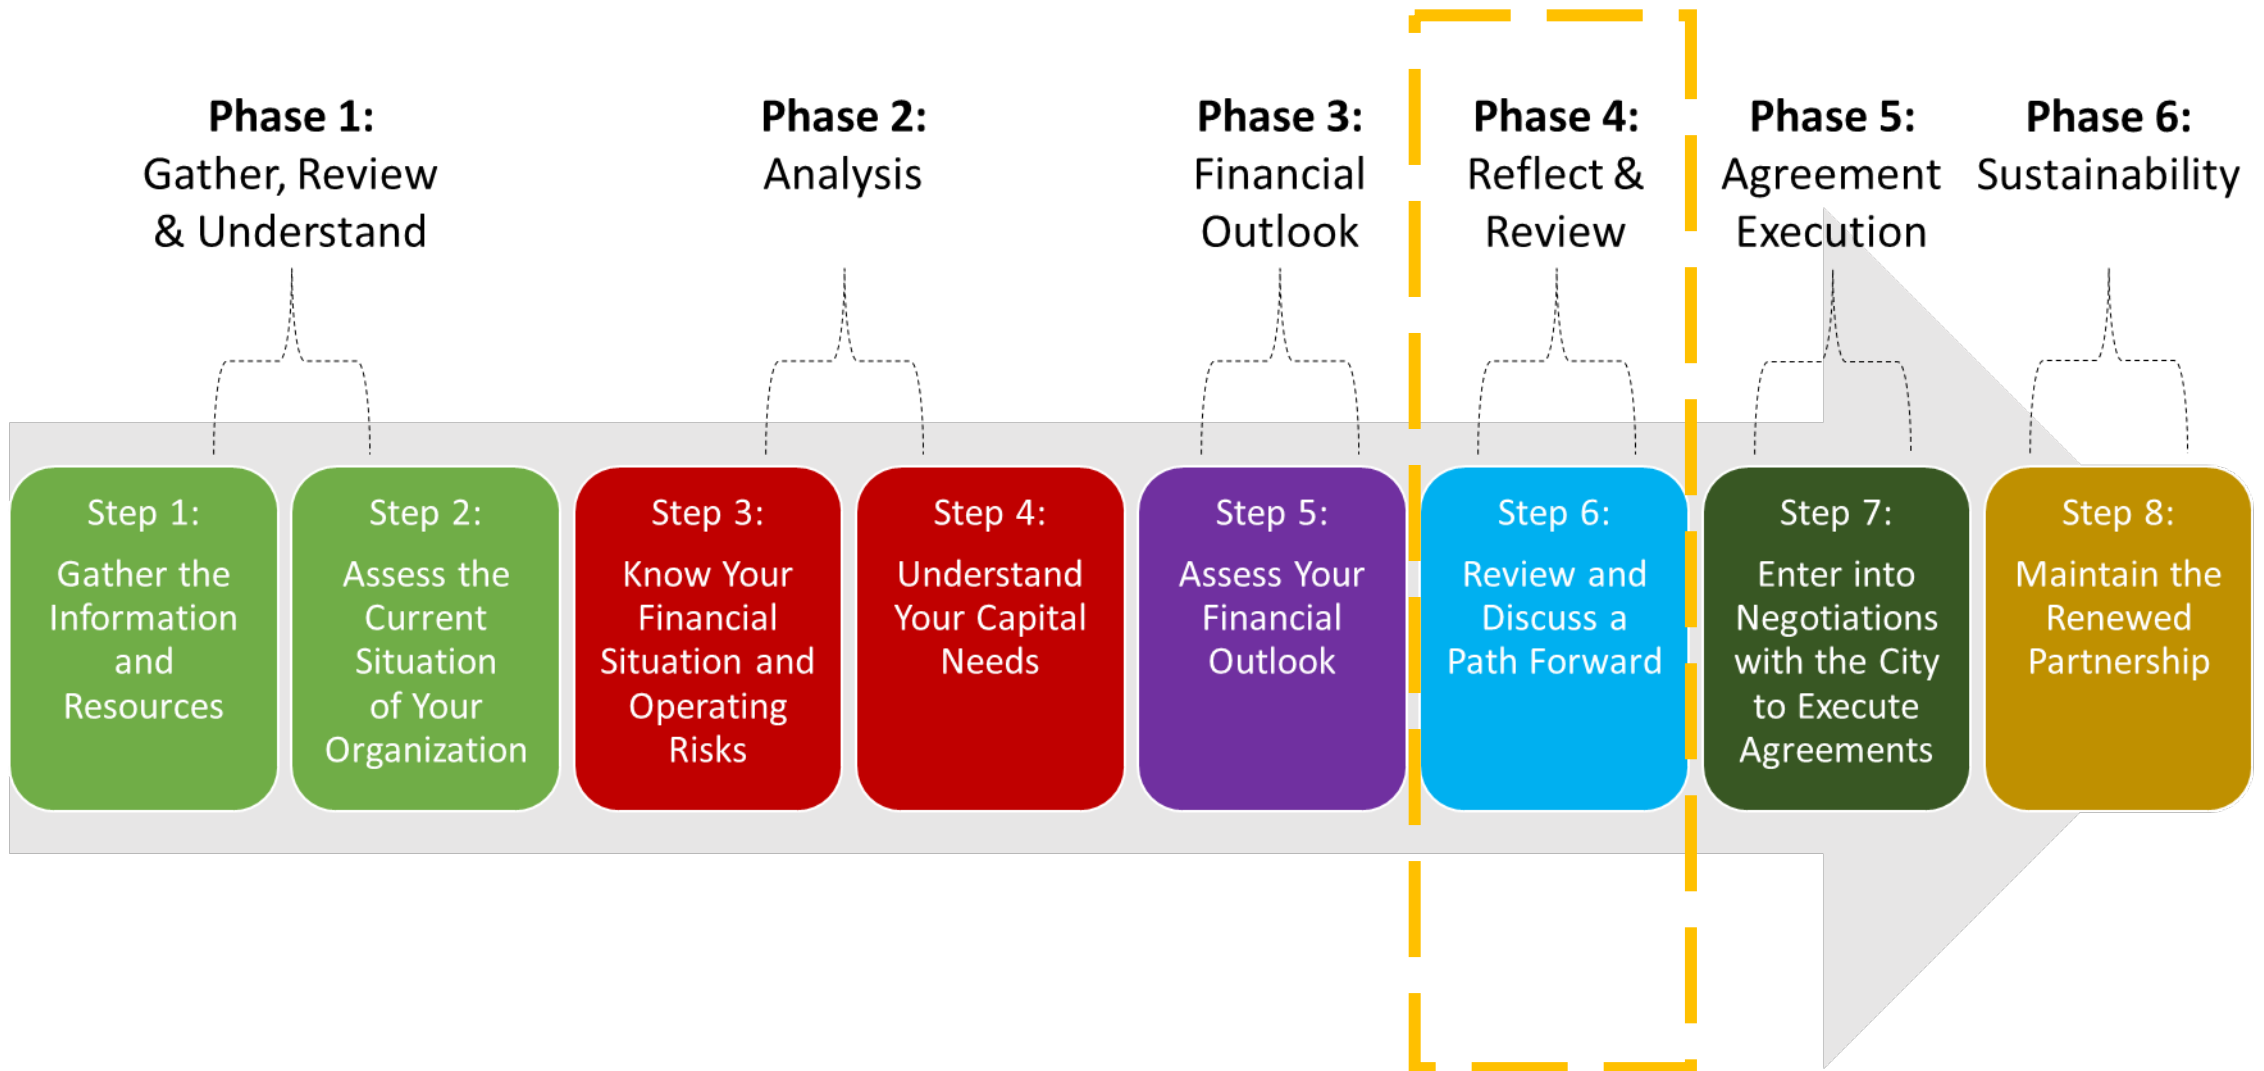 Phase 1:
Gather, Review
& Understand
Phase 2:
Analysis
Phase 3:
Financial
Outlook
Phase 4:
Reflect &
Review
Phase 5:
Agreement
Execution
Phase 6:
Sustainability
Step 1:
Gather the
Information
and
Resources
Step 2:
Assess the
Current
Situation
of Your
Organization
Step 3:
Know Your
Financial
Situation and
Operating
Risks
Step 4:
Understand
Your Capital
Needs
Step 5:
Assess Your
Financial
Outlook
Step 6:
Review and
Discuss a
Path Forward
Step 7:
Enter into
Negotiations
with the City
to Execute
Agreements
Step 8:
Maintain the
Renewed
Partnership